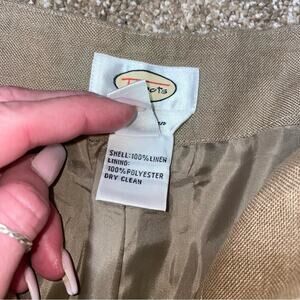 SHELL:100%LINEN
LINING:
100%POLYESTER
DRY CLEAN